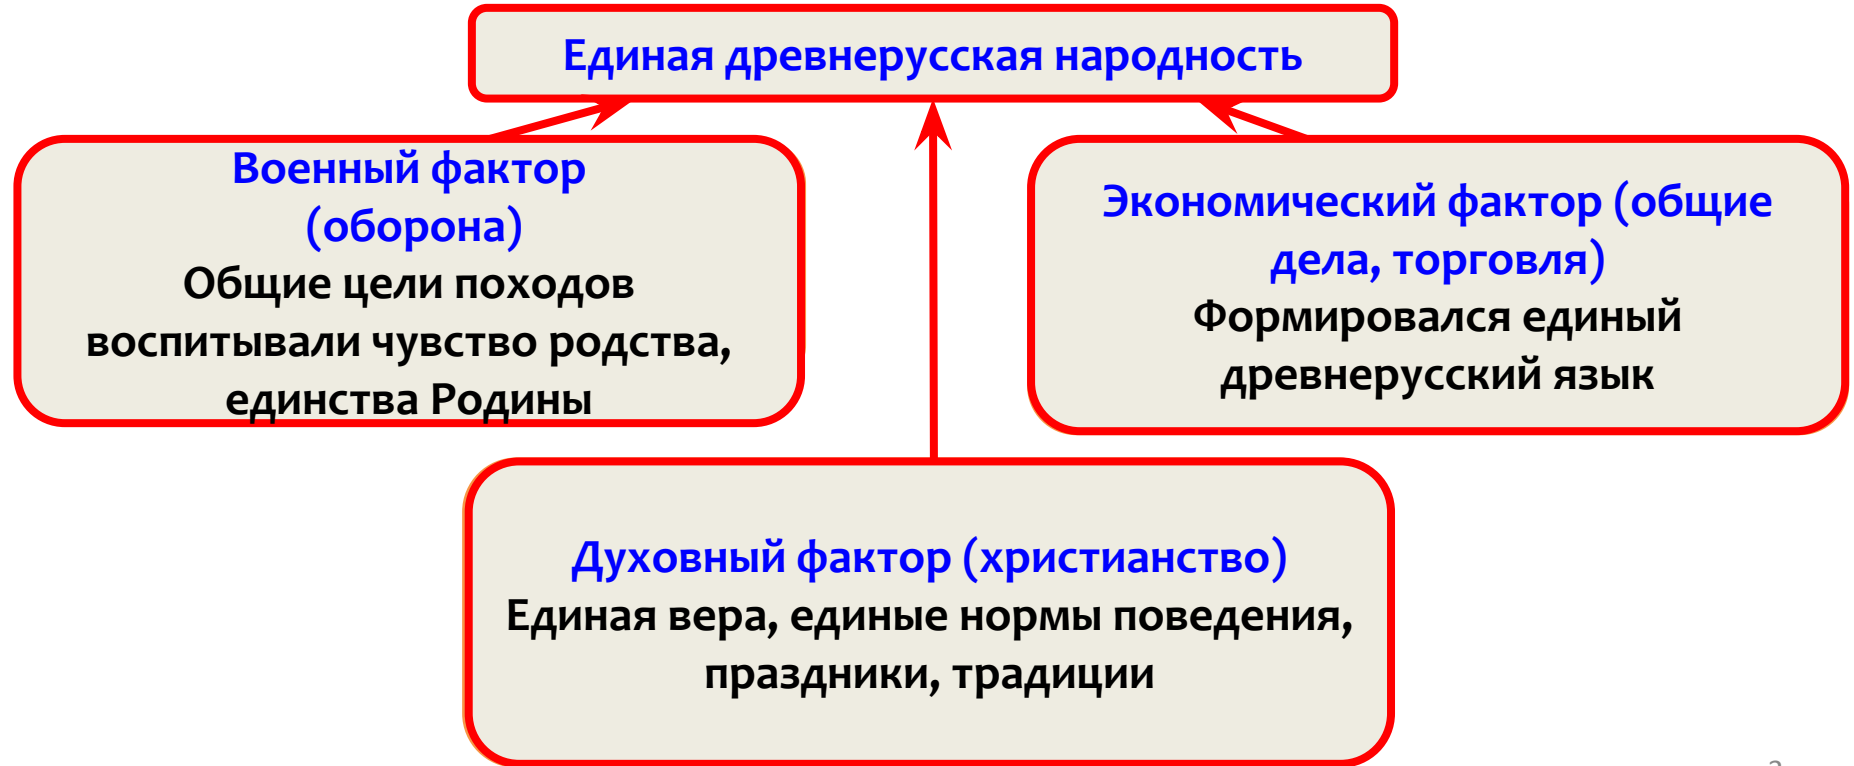 Единая древнерусская народность
Военный фактор
(оборона)
Общие цели походов
воспитывали чувство родства,
единства Родины
Экономический фактор (общие
дела, торговля)
Формировался единый
древнерусский язык
Духовный фактор (христианство)
Единая вера, единые нормы поведения,
праздники, традиции